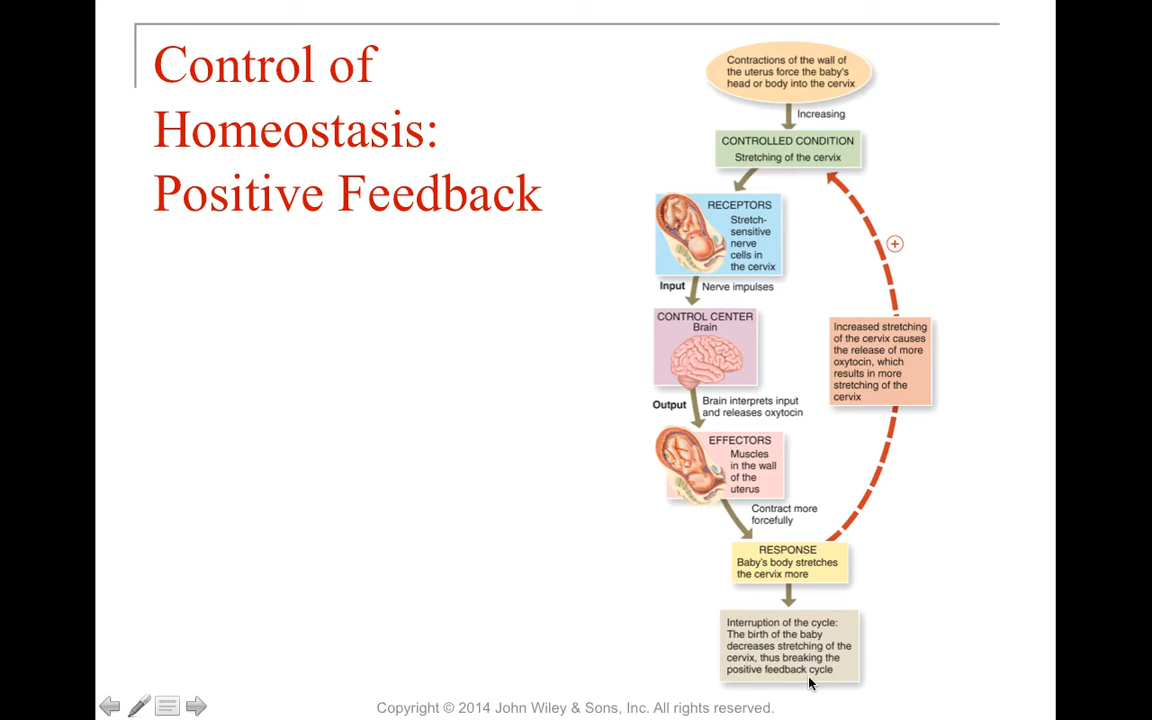 Control of
Homeostasis:
Positive Feedback
Contractions of the wall of
the uterus force the baby's
head or body into the cervix
Increasing
CONTROLLED CONDITION
Stretching of the cervix
RECEPTORS
Stretch-
sensitive
nerve
cells in
the cervix
Input
Nerve impulses
CONTROL CENTER
Brain
Output
Brain interprets input
and releases oxytocin
EFFECTORS
Muscles
in the wall
of the
uterus
Contract more
forcefully
RESPONSE
Baby's body stretches
the cervix more
+
Increased stretching
of the cervix causes
the release of more
oxytocin, which
results in more
stretching of the
cervix
Interruption of the cycle:
The birth of the baby
decreases stretching of the
cervix, thus breaking the
positive feedback cycle
Copyright © 2014 John Wiley & Sons, Inc. All rights reserved.